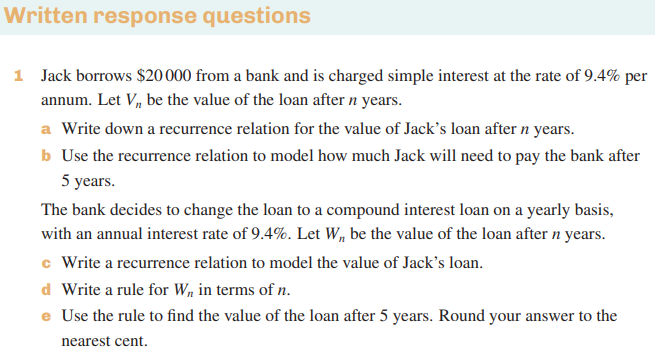 Written response questions
1 Jack borrows $20 000 from a bank and is charged simple interest at the rate of 9.4% per
annum. Let Vₙ be the value of the loan after n years.
a Write down a recurrence relation for the value of Jack's loan after n years.
b Use the recurrence relation to model how much Jack will need to pay the bank after
5 years.
The bank decides to change the loan to a compound interest loan on a yearly basis,
with an annual interest rate of 9.4%. Let Wₙ be the value of the loan after n years.
c Write a recurrence relation to model the value of Jack's loan.
d Write a rule for Wₙ in terms of n.
e Use the rule to find the value of the loan after 5 years. Round your answer to the
nearest cent.